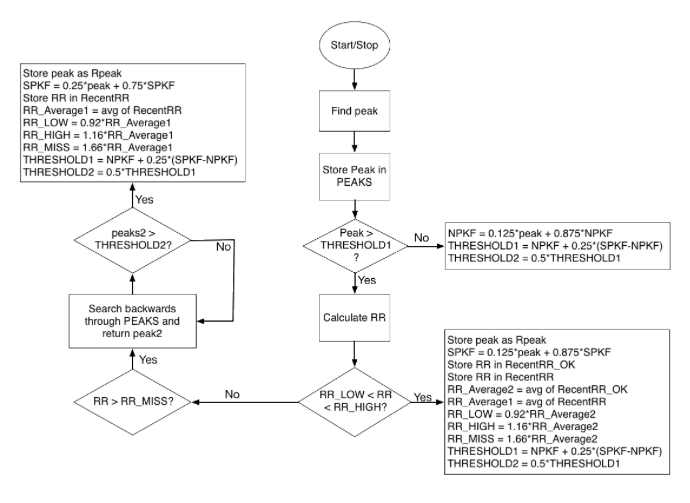 Start/Stop
Find peak
Store Peak in
PEAKS
Peak >
THRESHOLD1
?
No
NPKF = 0.125*peak + 0.875*NPKF
THRESHOLD1 = NPKF + 0.25*(SPKF-NPKF)
THRESHOLD2 = 0.5*THRESHOLD1
Yes
Calculate RR
RR_LOW < RR
< RR_HIGH?
Yes
Store peak as Rpeak
SPKF = 0.125*peak + 0.875*SPKF
Store RR in RecentRR_OK
Store RR in RecentRR
RR_Average2 = avg of RecentRR_OK
RR_Average1 = avg of RecentRR
RR_LOW = 0.92*RR_Average2
RR_HIGH = 1.16*RR_Average2
RR_MISS = 1.66*RR_Average2
THRESHOLD1 = NPKF + 0.25*(SPKF-NPKF)
THRESHOLD2 = 0.5*THRESHOLD1
No
RR > RR_MISS?
Yes
Search backwards
through PEAKS and
return peak2
peaks2 >
THRESHOLD2?
No
Yes
Store peak as Rpeak
SPKF = 0.25*peak + 0.75*SPKF
Store RR in RecentRR
RR_Average1 = avg of RecentRR
RR_LOW = 0.92*RR_Average1
RR_HIGH = 1.16*RR_Average1
RR_MISS = 1.66*RR_Average1
THRESHOLD1 = NPKF + 0.25*(SPKF-NPKF)
THRESHOLD2 = 0.5*THRESHOLD1